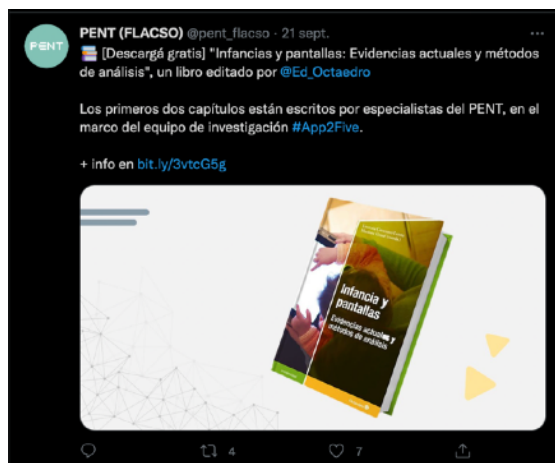 PENT
PENT (FLACSO) @pent_flacso · 21 sept.
[Descargá gratis] "Infancias y pantallas: Evidencias actuales y métodos
de análisis", un libro editado por @Ed_Octaedro
Los primeros dos capítulos están escritos por especialistas del PENT, en el
marco del equipo de investigación #App2Five.
+ info en bit.ly/3vtcG5g
Infancia y
pantallas
Evidencias actuales y
métodos de análisis
4
7